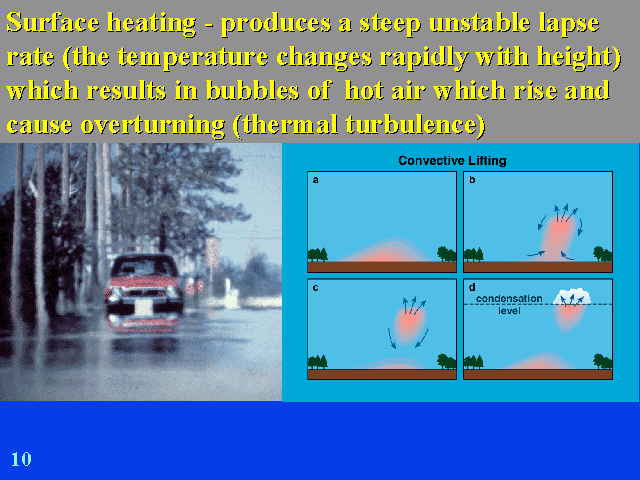 Surface heating - produces a steep unstable lapse
rate (the temperature changes rapidly with height)
which results in bubbles of hot air which rise and
cause overturning (thermal turbulence)
Convective Lifting
a
b
c
d
condensation
level
10